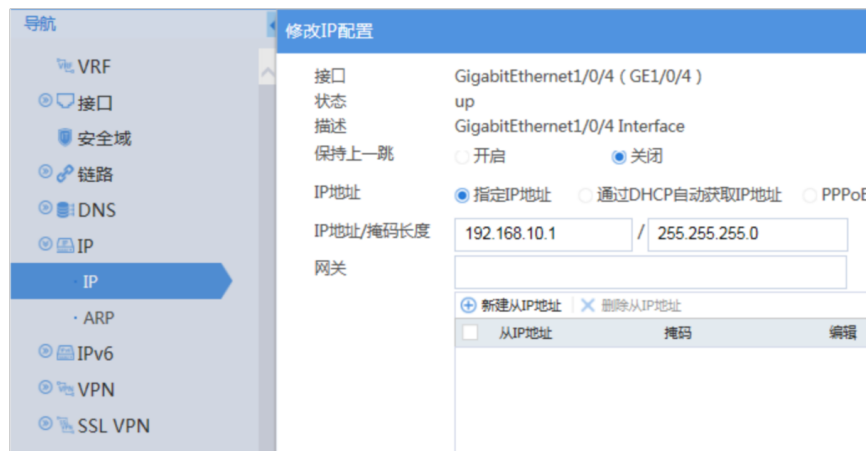 导航
VRF
接口
安全域
链路
DNS
IP
IP
ARP
IPv6
VPN
SSL VPN
修改IP配置
接口 GigabitEthernet1/0/4 ( GE1/0/4 )
状态 up
描述 GigabitEthernet1/0/4 Interface
保持上一跳 开启 关闭
IP地址 指定IP地址 通过DHCP自动获取IP地址 PPPoE
IP地址/掩码长度 192.168.10.1 / 255.255.255.0
网关
新建从IP地址 删除从IP地址
从IP地址 掩码 编辑